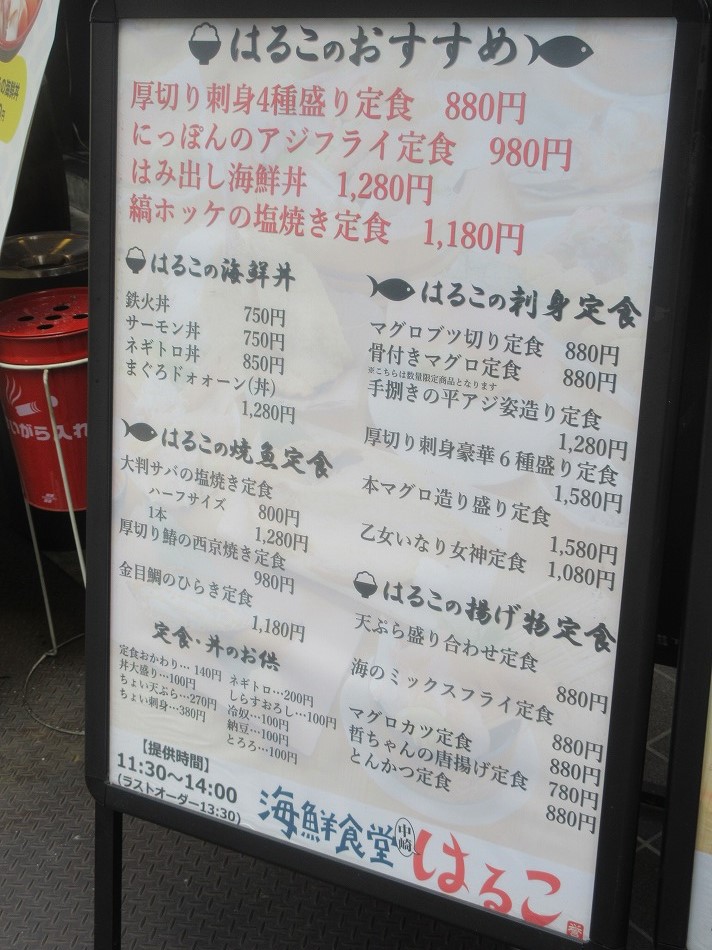 はるこのおすすめ
厚切り刺身4種盛り定食 880円
にっぽんのアジフライ定食 980円
はみ出し海鮮丼 1,280円
縞ホッケの塩焼き定食 1,180円
はるこの海鮮丼
鉄火丼 750円
サーモン丼 750円
ネギトロ丼 850円
まぐろドォォーン(丼)
1,280円
はるこの焼魚定食
大判サバの塩焼き定食
ハーフサイズ 800円
1本 1,280円
厚切り鰆の西京焼き定食
980円
金目鯛のひらき定食
1,180円
定食・丼のお供
定食おかわり…140円
丼大盛り…100円
ちょい天ぷら…270円
ちょい刺身…380円
ネギトロ…200円
しらすおろし…100円
冷奴…100円
納豆…100円
とろろ…100円
はるこの刺身定食
マグロブツ切り定食 880円
骨付きマグロ定食 880円
※こちらは数量限定商品となります
手捌きの平アジ姿造り定食
1,280円
厚切り刺身豪華6種盛り定食
1,580円
本マグロ造り盛り定食
1,580円
乙女いなり女神定食 1,080円
はるこの揚げ物定食
天ぷら盛り合わせ定食
880円
海のミックスフライ定食
880円
マグロカツ定食 880円
哲ちゃんの唐揚げ定食 780円
とんかつ定食 880円
【提供時間】
11:30～14:00
(ラストオーダー13:30)
海鮮食堂 中崎 はるこ
いがら入れ
の海鮮丼